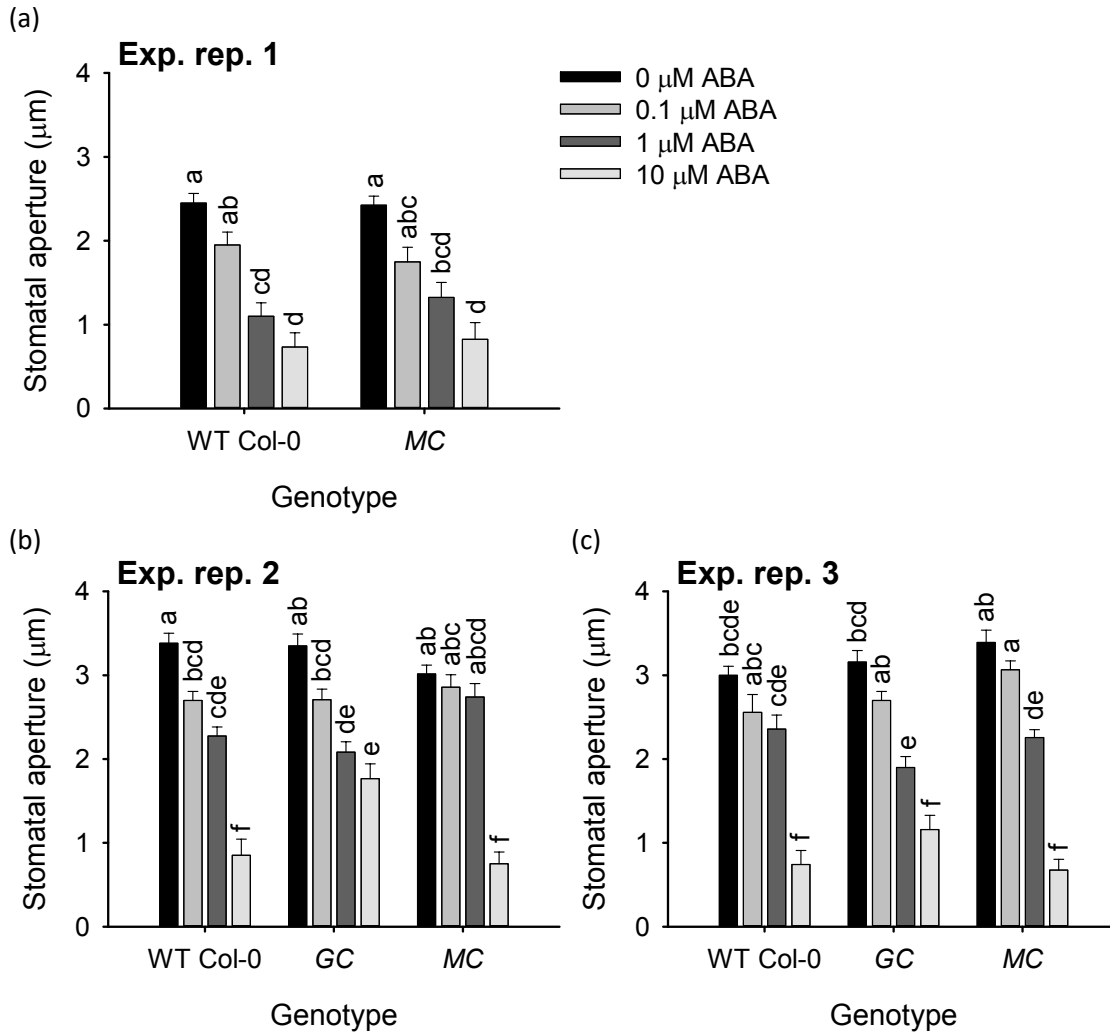 (a)
Exp. rep. 1
0 μM ABA
0.1 μM ABA
1 μM ABA
10 μM ABA
Stomatal aperture (μm)
4
3
2
1
0
a
ab
cd
d
a
abc
bcd
d
WT Col-0
MC
Genotype
(b)
Exp. rep. 2
Stomatal aperture (μm)
4
3
2
1
0
a
bcd
cde
f
ab
bcd
de
e
ab
abc
abcd
f
WT Col-0
GC
MC
Genotype
(c)
Exp. rep. 3
Stomatal aperture (μm)
4
3
2
1
0
bcde
abc
cde
f
bcd
ab
e
f
ab
a
de
f
WT Col-0
GC
MC
Genotype